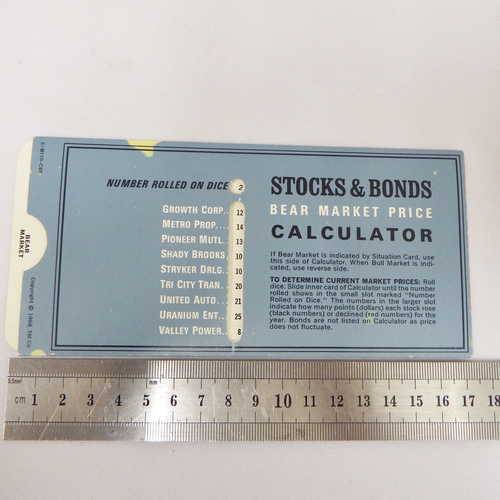 NUMBER ROLLED ON DICE 2
GROWTH CORP.. 12
METRO PROP.... 14
PIONEER MUTL. 13
SHADY BROOKS. 10
STRYKER DRLG. 10
TRI CITY TRAN. 20
UNITED AUTO... 21
URANIUM ENT... 25
VALLEY POWER.. 8
STOCKS & BONDS
BEAR MARKET PRICE
CALCULATOR
If Bear Market is indicated by Situation Card, use
this side of Calculator. When Bull Market is indi-
cated, use reverse side.
TO DETERMINE CURRENT MARKET PRICES: Roll
dice. Slide inner card of Calculator until the number
rolled shows in the small slot marked "Number
Rolled on Dice." The numbers in the larger slot
indicate how many points (dollars) each stock rose
(black numbers) or declined (red numbers) for the
year. Bonds are not listed on Calculator as price
does not fluctuate.
BEAR
MARKET
Copyright © 1964
0.5mm
mm
cm 1 2 3 4 5 6 7 8 9 10 11 12 13 14 15 16 17 18